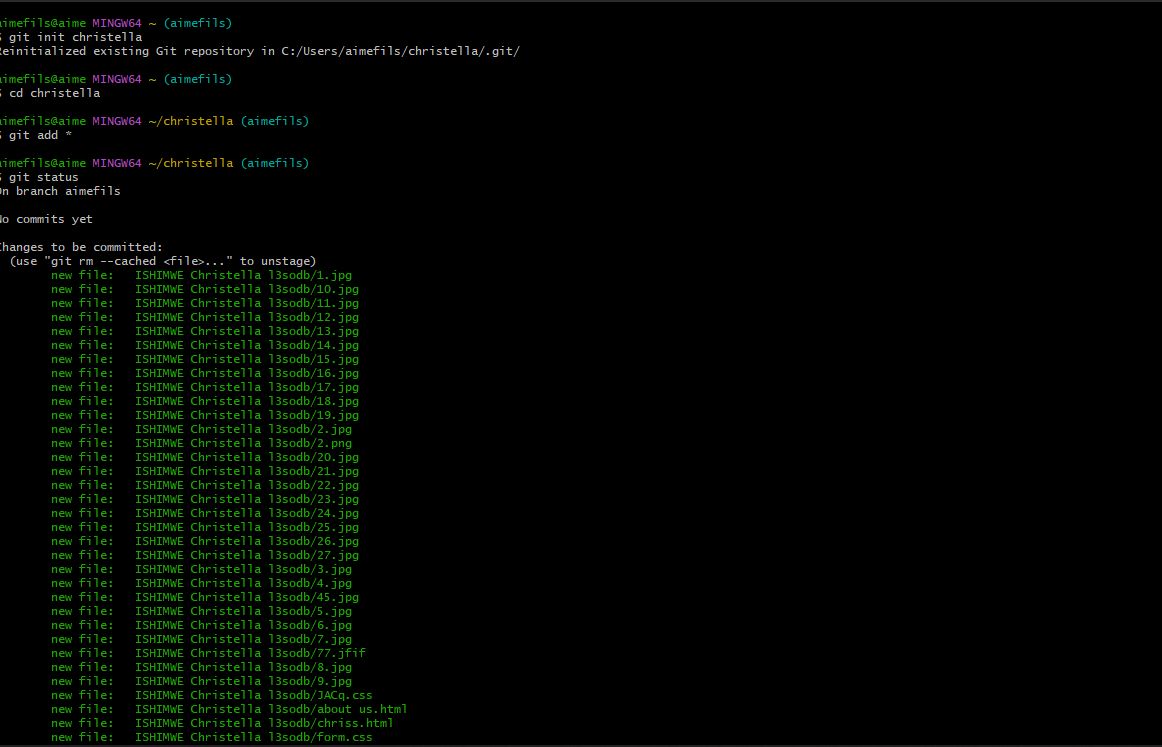 aimefils@aime MINGW64 ~ (aimefils)
$ git init christella
Reinitialized existing Git repository in C:/Users/aimefils/christella/.git/
aimefils@aime MINGW64 ~ (aimefils)
$ cd christella
aimefils@aime MINGW64 ~/christella (aimefils)
$ git add *
aimefils@aime MINGW64 ~/christella (aimefils)
$ git status
On branch aimefils
No commits yet
Changes to be committed:
  (use "git rm --cached <file>..." to unstage)
        new file:   ISHIMWE Christella l3sodb/1.jpg
        new file:   ISHIMWE Christella l3sodb/10.jpg
        new file:   ISHIMWE Christella l3sodb/11.jpg
        new file:   ISHIMWE Christella l3sodb/12.jpg
        new file:   ISHIMWE Christella l3sodb/13.jpg
        new file:   ISHIMWE Christella l3sodb/14.jpg
        new file:   ISHIMWE Christella l3sodb/15.jpg
        new file:   ISHIMWE Christella l3sodb/16.jpg
        new file:   ISHIMWE Christella l3sodb/17.jpg
        new file:   ISHIMWE Christella l3sodb/18.jpg
        new file:   ISHIMWE Christella l3sodb/19.jpg
        new file:   ISHIMWE Christella l3sodb/2.jpg
        new file:   ISHIMWE Christella l3sodb/2.png
        new file:   ISHIMWE Christella l3sodb/20.jpg
        new file:   ISHIMWE Christella l3sodb/21.jpg
        new file:   ISHIMWE Christella l3sodb/22.jpg
        new file:   ISHIMWE Christella l3sodb/23.jpg
        new file:   ISHIMWE Christella l3sodb/24.jpg
        new file:   ISHIMWE Christella l3sodb/25.jpg
        new file:   ISHIMWE Christella l3sodb/26.jpg
        new file:   ISHIMWE Christella l3sodb/27.jpg
        new file:   ISHIMWE Christella l3sodb/3.jpg
        new file:   ISHIMWE Christella l3sodb/4.jpg
        new file:   ISHIMWE Christella l3sodb/45.jpg
        new file:   ISHIMWE Christella l3sodb/5.jpg
        new file:   ISHIMWE Christella l3sodb/6.jpg
        new file:   ISHIMWE Christella l3sodb/7.jpg
        new file:   ISHIMWE Christella l3sodb/77.jfif
        new file:   ISHIMWE Christella l3sodb/8.jpg
        new file:   ISHIMWE Christella l3sodb/9.jpg
        new file:   ISHIMWE Christella l3sodb/JACq.css
        new file:   ISHIMWE Christella l3sodb/about us.html
        new file:   ISHIMWE Christella l3sodb/chriss.html
        new file:   ISHIMWE Christella l3sodb/form.css